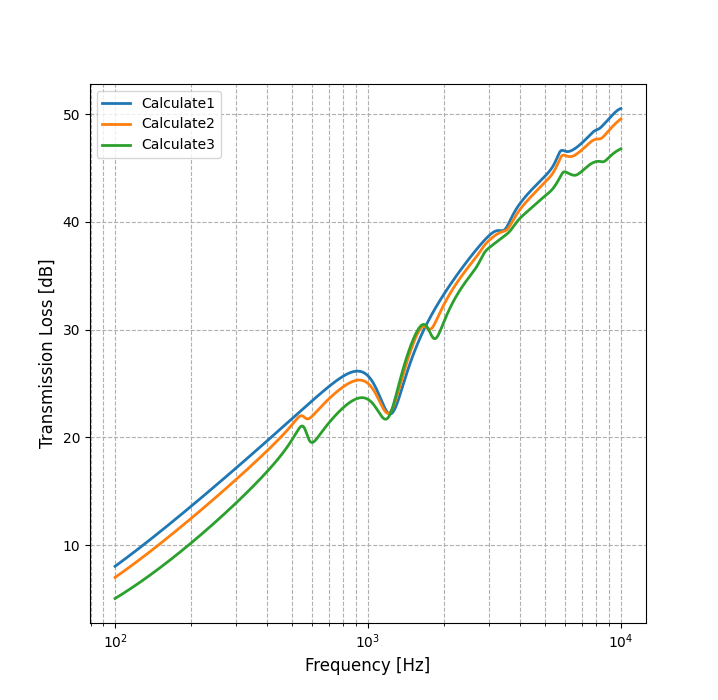 Calculate1
Calculate2
Calculate3
50
40
30
20
10
Transmission Loss [dB]
10²
10³
10⁴
Frequency [Hz]